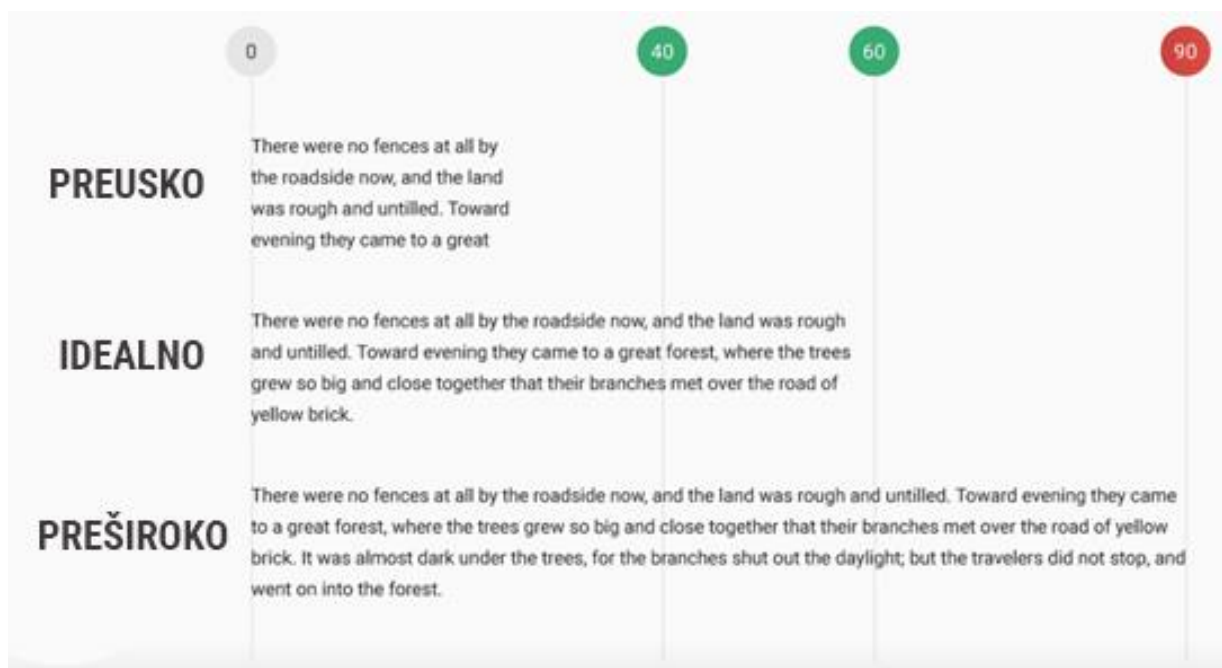 0 40 60 90
PREUSKO
There were no fences at all by
the roadside now, and the land
was rough and untilled. Toward
evening they came to a great
IDEALNO
There were no fences at all by the roadside now, and the land was rough
and untilled. Toward evening they came to a great forest, where the trees
grew so big and close together that their branches met over the road of
yellow brick.
PREŠIROKO
There were no fences at all by the roadside now, and the land was rough and untilled. Toward evening they came
to a great forest, where the trees grew so big and close together that their branches met over the road of yellow
brick. It was almost dark under the trees, for the branches shut out the daylight; but the travelers did not stop, and
went on into the forest.